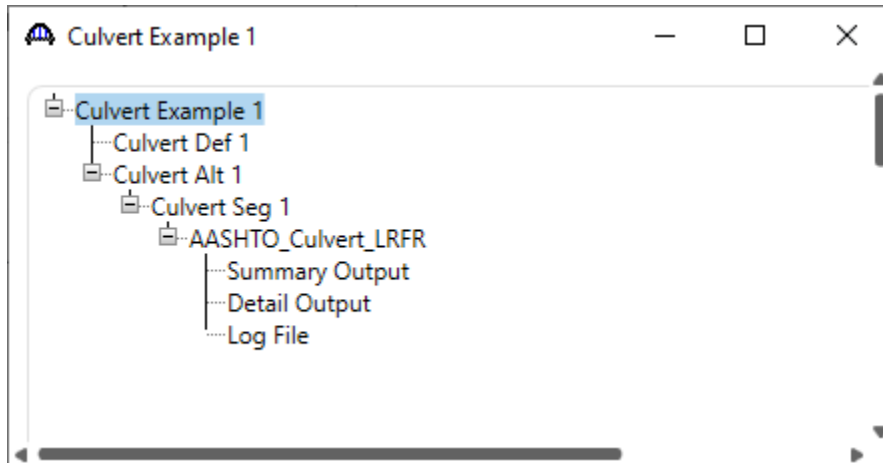 Culvert Example 1
Culvert Example 1
Culvert Def 1
Culvert Alt 1
Culvert Seg 1
AASHTO_Culvert_LRFR
Summary Output
Detail Output
Log File